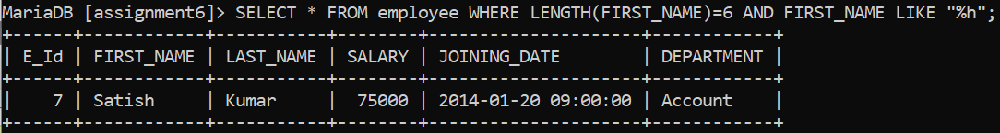 MariaDB [assignment6]> SELECT * FROM employee WHERE LENGTH(FIRST_NAME)=6 AND FIRST_NAME LIKE "%h";
+------+------------+-----------+--------+---------------------+------------+
| E_Id | FIRST_NAME | LAST_NAME | SALARY | JOINING_DATE        | DEPARTMENT |
+------+------------+-----------+--------+---------------------+------------+
|    7 | Satish     | Kumar     |  75000 | 2014-01-20 09:00:00 | Account    |
+------+------------+-----------+--------+---------------------+------------+